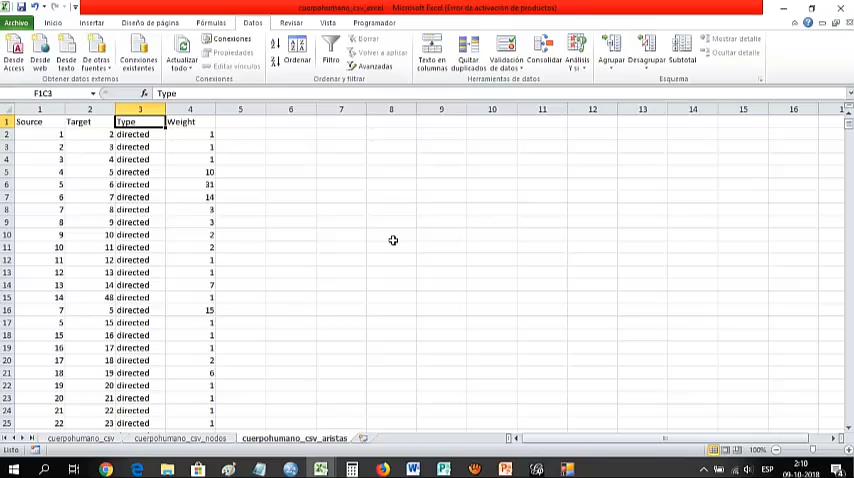 cuerpohumano_csv_excel - Microsoft Excel (Error de activación de productos)
Archivo Inicio Insertar Diseño de página Fórmulas Datos Revisar Vista Programador
Desde Access
Desde web
Desde texto
De otras fuentes
Conexiones existentes
Obtener datos externos
Actualizar todo
Conexiones
Propiedades
Editar vínculos
Conexiones
Ordenar
Filtro
Borrar
Volver a aplicar
Avanzadas
Ordenar y filtrar
Texto en columnas
Quitar duplicados
Validación de datos
Consolidar
Análisis Y si
Herramientas de datos
Agrupar
Desagrupar
Subtotal
Mostrar detalle
Ocultar detalle
Esquema
F1C3 fx Type
1 2 3 4 5 6 7 8 9 10 11 12 13 14 15 16 1
1 Source Target Type Weight
2 1 2 directed 1
3 2 3 directed 1
4 3 4 directed 1
5 4 5 directed 10
6 5 6 directed 31
7 6 7 directed 14
8 7 8 directed 3
9 8 9 directed 3
10 9 10 directed 2
11 10 11 directed 2
12 11 12 directed 1
13 12 13 directed 1
14 13 14 directed 7
15 14 48 directed 1
16 7 5 directed 15
17 5 15 directed 1
18 15 16 directed 1
19 16 17 directed 1
20 17 18 directed 2
21 18 19 directed 6
22 19 20 directed 1
23 20 21 directed 1
24 21 22 directed 1
25 22 23 directed 1
cuerpohumano_csv cuerpohumano_csv_nodos cuerpohumano_csv_aristas
Listo 100%
ESP 2:10
09-10-2018